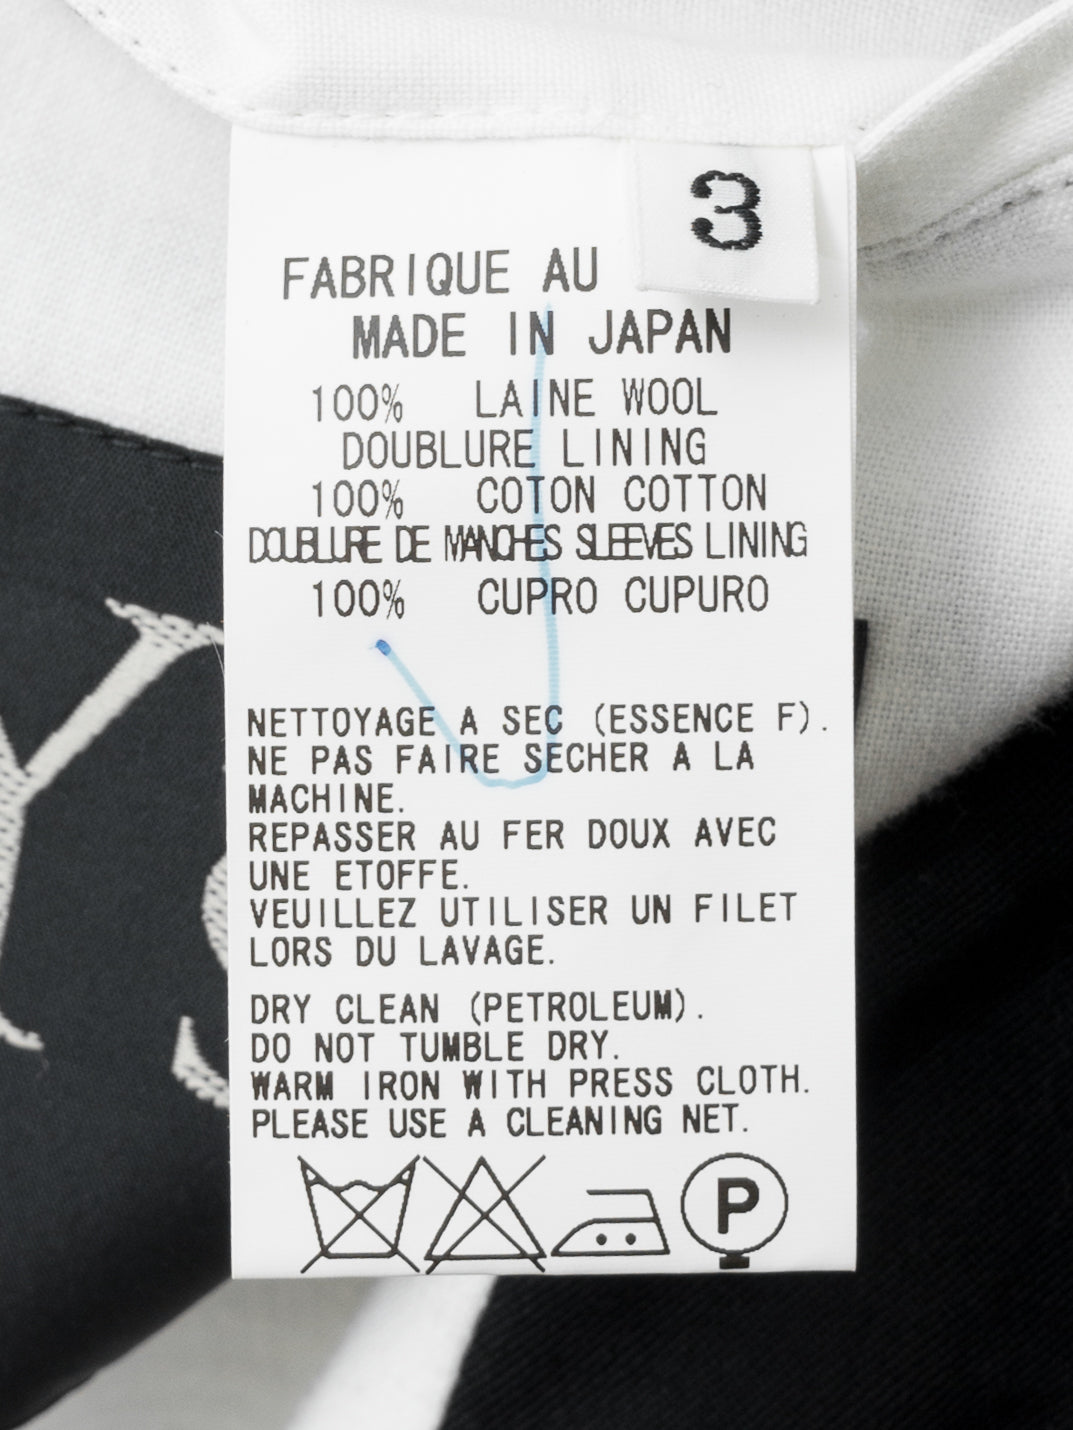 3
FABRIQUE AU
MADE IN JAPAN
100% LAINE WOOL
DOUBLURE LINING
100% COTON COTTON
DOUBLURE DE MANCHES SLEEVES LINING
100% CUPRO CUPURO
NETTOYAGE A SEC (ESSENCE F).
NE PAS FAIRE SECHER A LA
MACHINE.
REPASSER AU FER DOUX AVEC
UNE ETOFFE.
VEUILLEZ UTILISER UN FILET
LORS DU LAVAGE.
DRY CLEAN (PETROLEUM).
DO NOT TUMBLE DRY.
WARM IRON WITH PRESS CLOTH.
PLEASE USE A CLEANING NET.
P